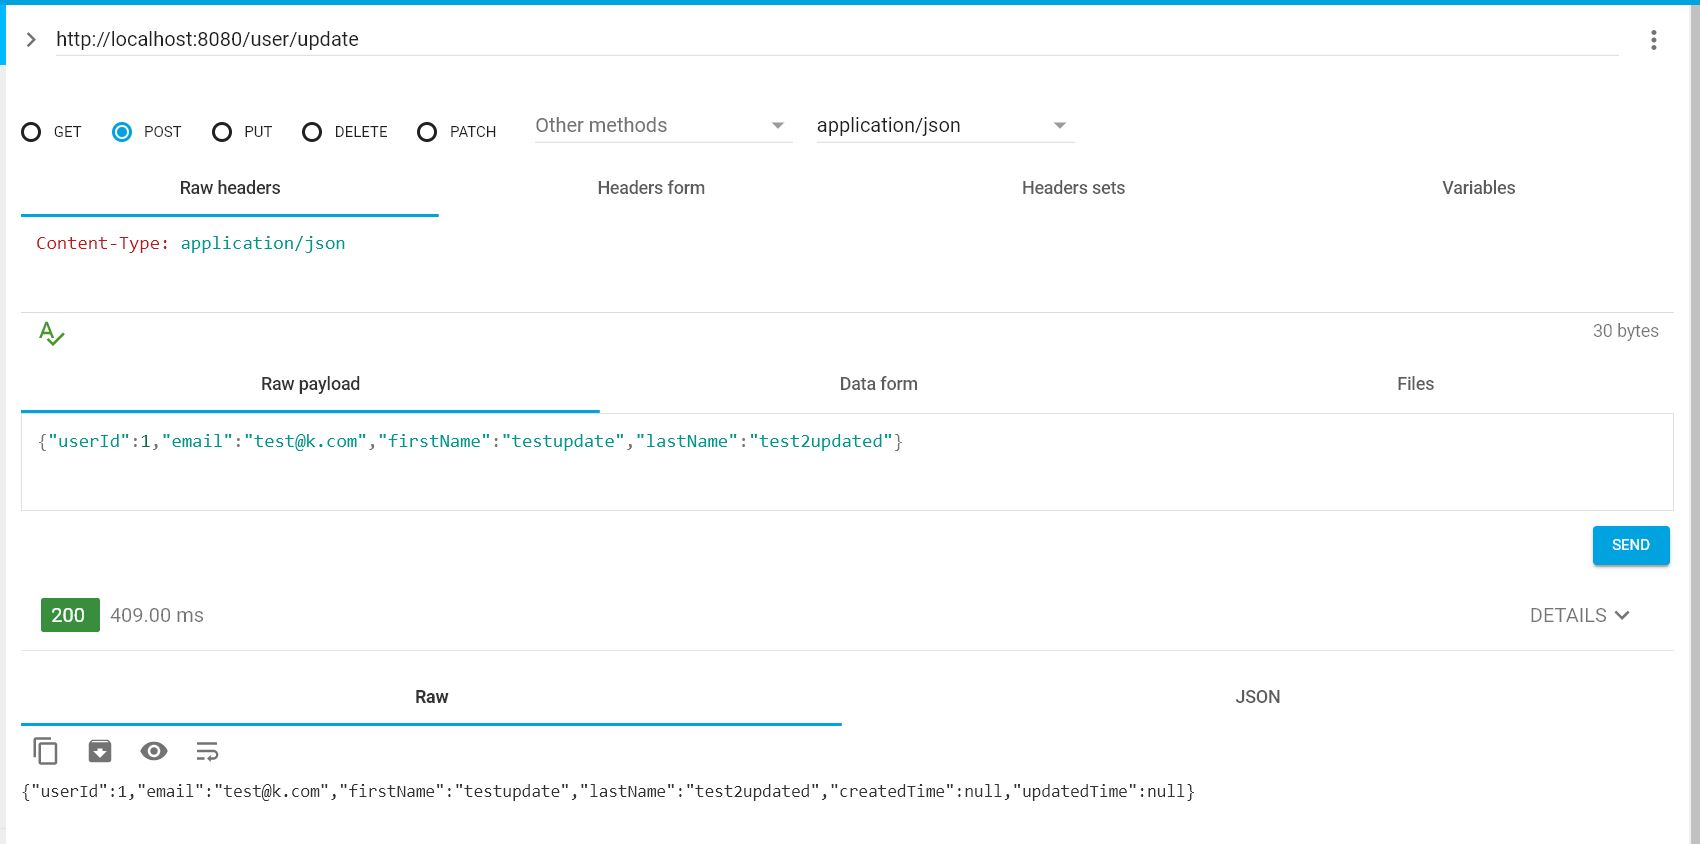 http://localhost:8080/user/update
GET POST PUT DELETE PATCH Other methods application/json
Raw headers Headers form Headers sets Variables
Content-Type: application/json
30 bytes
Raw payload Data form Files
{"userId":1,"email":"test@k.com","firstName":"testupdate","lastName":"test2updated"}
SEND
200 409.00 ms DETAILS
Raw JSON
{"userId":1,"email":"test@k.com","firstName":"testupdate","lastName":"test2updated","createdTime":null,"updatedTime":null}